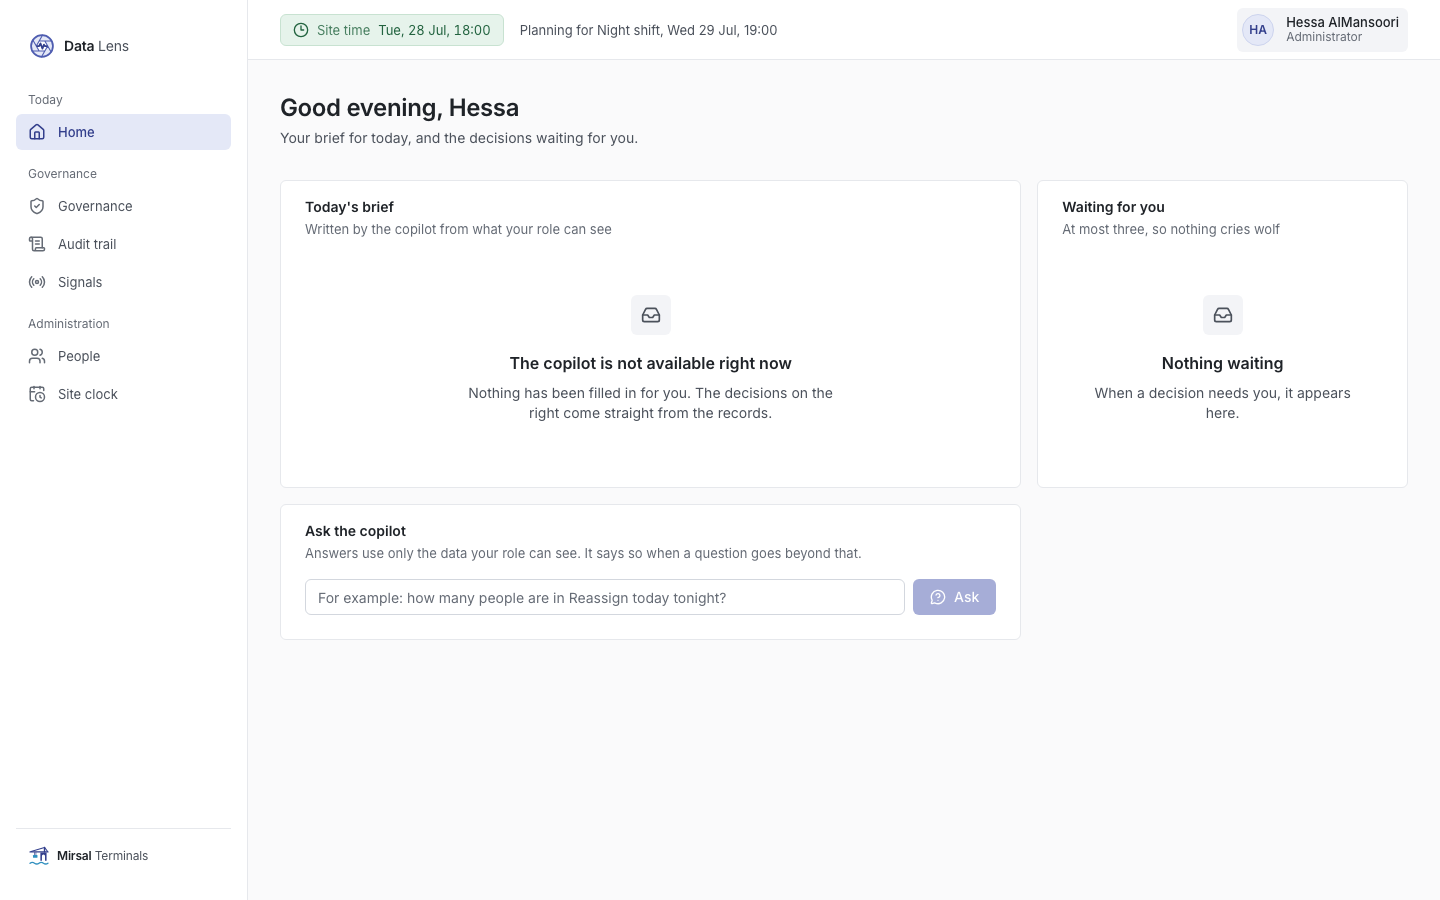 Data Lens
Today
Home
Governance
Governance
Audit trail
Signals
Administration
People
Site clock
Mirsal Terminals
Site time Tue, 28 Jul, 18:00
Planning for Night shift, Wed 29 Jul, 19:00
HA
Hessa AlMansoori
Administrator
Good evening, Hessa
Your brief for today, and the decisions waiting for you.
Today's brief
Written by the copilot from what your role can see
The copilot is not available right now
Nothing has been filled in for you. The decisions on the
right come straight from the records.
Waiting for you
At most three, so nothing cries wolf
Nothing waiting
When a decision needs you, it appears
here.
Ask the copilot
Answers use only the data your role can see. It says so when a question goes beyond that.
For example: how many people are in Reassign today tonight?
Ask